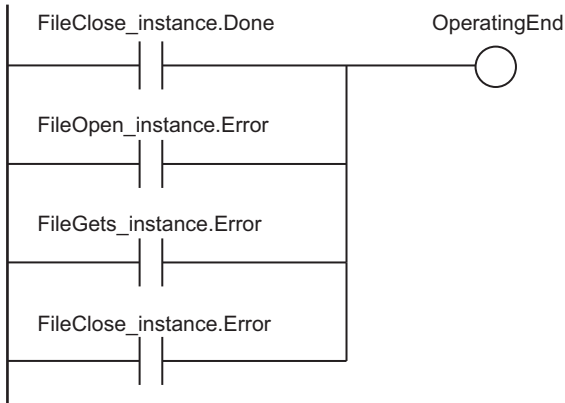 FileClose_instance.Done
OperatingEnd
FileOpen_instance.Error
FileGets_instance.Error
FileClose_instance.Error